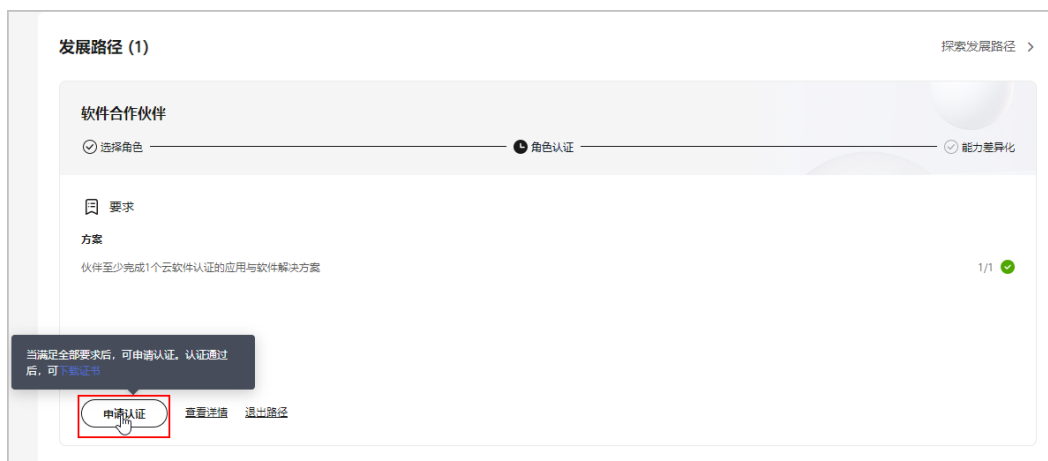 发展路径 (1)
探索发展路径 >
软件合作伙伴
选择角色
角色认证
能力差异化
要求
方案
伙伴至少完成1个云软件认证的应用与软件解决方案
1/1
当满足全部要求后，可申请认证。认证通过
后，可下载证书
申请认证
查看详情
退出路径